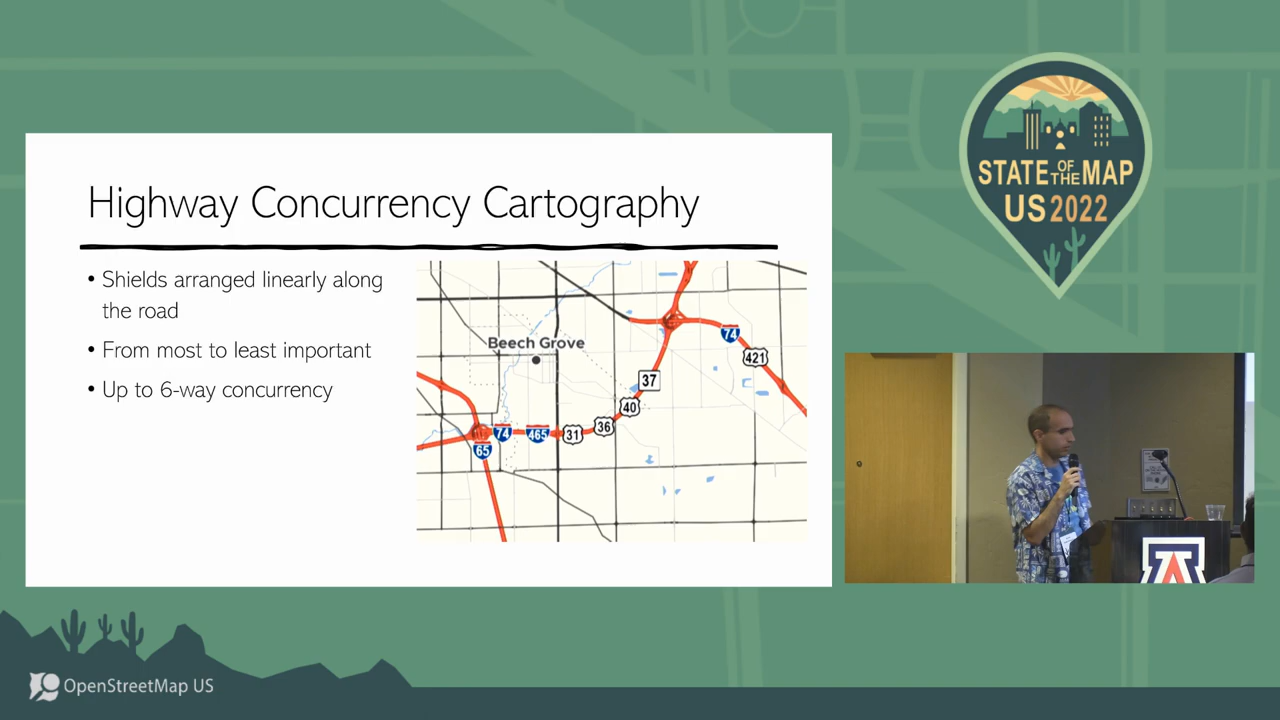 Highway Concurrency Cartography
• Shields arranged linearly along
the road
• From most to least important
• Up to 6-way concurrency
Beech Grove
74
421
37
40
36
31
465
74
65
STATE OF THE MAP
US 2022
A
OpenStreetMap US